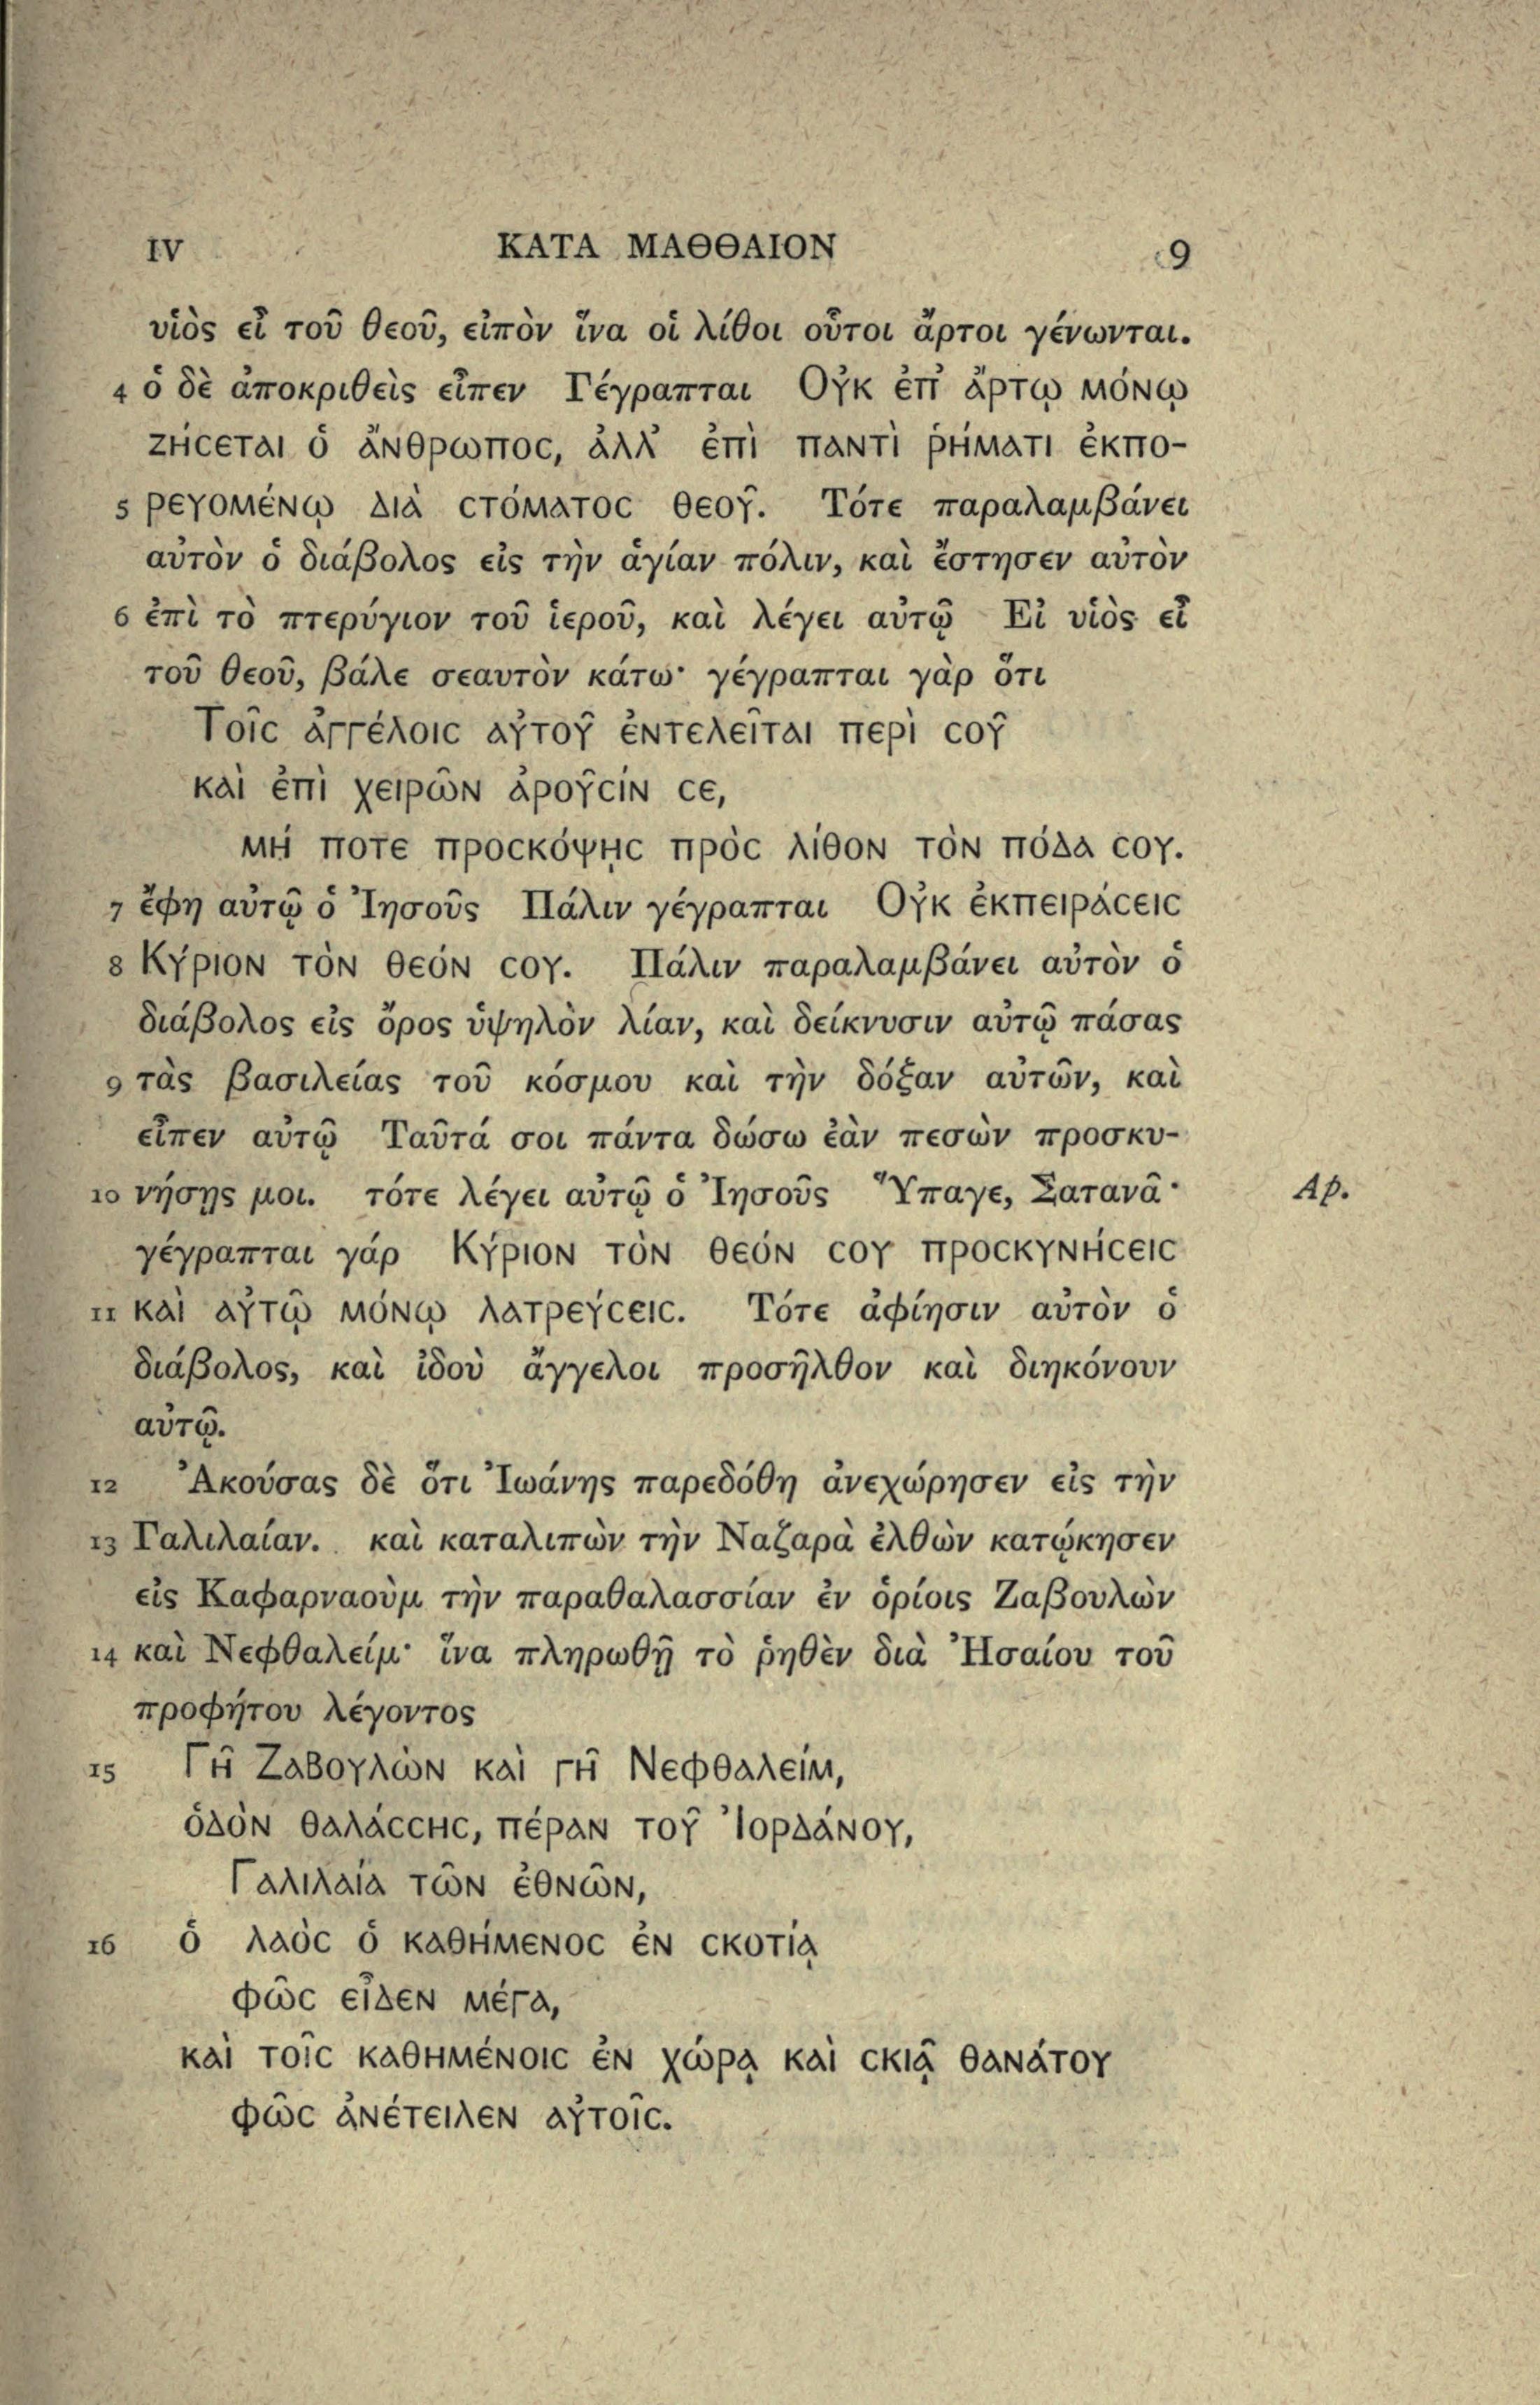 IV ΚΑΤΑ ΜΑΘΘΑΙΟΝ 9
υἱὸς εἶ τοῦ θεοῦ, εἰπὸν ἵνα οἱ λίθοι οὗτοι ἄρτοι γένωνται.
4 ὁ δὲ ἀποκριθεὶς εἶπεν Γέγραπται Οὐκ ἐπ' ἄρτῳ μόνῳ
ζήσεται ὁ ἄνθρωπος, ἀλλ' ἐπὶ παντὶ ῥήματι ἐκπο-
5 ρευομένῳ διὰ στόματος θεοῦ. Τότε παραλαμβάνει
αὐτὸν ὁ διάβολος εἰς τὴν ἁγίαν πόλιν, καὶ ἔστησεν αὐτὸν
6 ἐπὶ τὸ πτερύγιον τοῦ ἱεροῦ, καὶ λέγει αὐτῷ Εἰ υἱὸς εἶ
τοῦ θεοῦ, βάλε σεαυτὸν κάτω· γέγραπται γὰρ ὅτι
Τοῖς ἀγγέλοις αὐτοῦ ἐντελεῖται περὶ σοῦ
καὶ ἐπὶ χειρῶν ἀροῦσίν σε,
μή ποτε προσκόψῃς πρὸς λίθον τὸν πόδα σου.
7 ἔφη αὐτῷ ὁ Ἰησοῦς Πάλιν γέγραπται Οὐκ ἐκπειράσεις
8 Κύριον τὸν θεόν σου. Πάλιν παραλαμβάνει αὐτὸν ὁ
διάβολος εἰς ὄρος ὑψηλὸν λίαν, καὶ δείκνυσιν αὐτῷ πάσας
9 τὰς βασιλείας τοῦ κόσμου καὶ τὴν δόξαν αὐτῶν, καὶ
εἶπεν αὐτῷ Ταῦτά σοι πάντα δώσω ἐὰν πεσὼν προσκυ-
10 νήσῃς μοι. τότε λέγει αὐτῷ ὁ Ἰησοῦς Ὕπαγε, Σατανᾶ· Ap.
γέγραπται γάρ Κύριον τὸν θεόν σου προσκυνήσεις
11 καὶ αὐτῷ μόνῳ λατρεύσεις. Τότε ἀφίησιν αὐτὸν ὁ
διάβολος, καὶ ἰδοὺ ἄγγελοι προσῆλθον καὶ διηκόνουν
αὐτῷ.
12 Ἀκούσας δὲ ὅτι Ἰωάνης παρεδόθη ἀνεχώρησεν εἰς τὴν
13 Γαλιλαίαν. καὶ καταλιπὼν τὴν Ναζαρὰ ἐλθὼν κατῴκησεν
εἰς Καφαρναοὺμ τὴν παραθαλασσίαν ἐν ὁρίοις Ζαβουλὼν
14 καὶ Νεφθαλείμ· ἵνα πληρωθῇ τὸ ῥηθὲν διὰ Ἠσαίου τοῦ
προφήτου λέγοντος
15 Γῆ Ζαβουλὼν καὶ γῆ Νεφθαλείμ,
ὁδὸν θαλάσσης, πέραν τοῦ Ἰορδάνου,
Γαλιλαία τῶν ἐθνῶν,
16 ὁ λαὸς ὁ καθήμενος ἐν σκοτίᾳ
φῶς εἶδεν μέγα,
καὶ τοῖς καθημένοις ἐν χώρᾳ καὶ σκιᾷ θανάτου
φῶς ἀνέτειλεν αὐτοῖς.